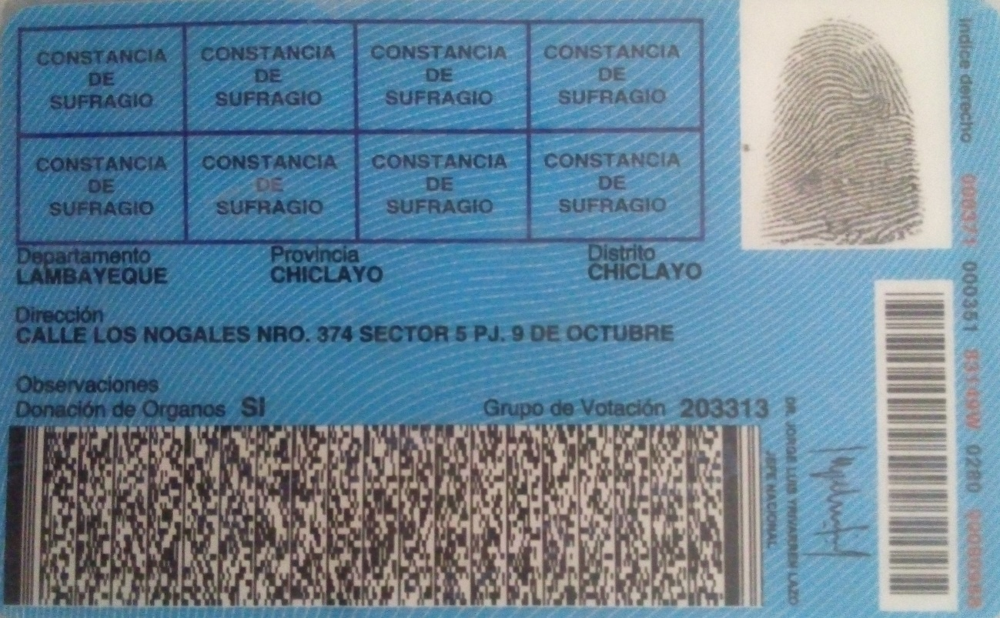 CONSTANCIA
DE
SUFRAGIO
CONSTANCIA
DE
SUFRAGIO
CONSTANCIA
DE
SUFRAGIO
CONSTANCIA
DE
SUFRAGIO
CONSTANCIA
DE
SUFRAGIO
CONSTANCIA
DE
SUFRAGIO
CONSTANCIA
DE
SUFRAGIO
CONSTANCIA
DE
SUFRAGIO
Departamento Provincia Distrito
LAMBAYEQUE CHICLAYO CHICLAYO
Dirección
CALLE LOS NOGALES NRO. 374 SECTOR 5 PJ. 9 DE OCTUBRE
Observaciones
Donación de Organos SI Grupo de Votación 203313
DR. JORGE LUIS YRIVARREN LAZO
JEFE NACIONAL
Indice derecho
000351 0280